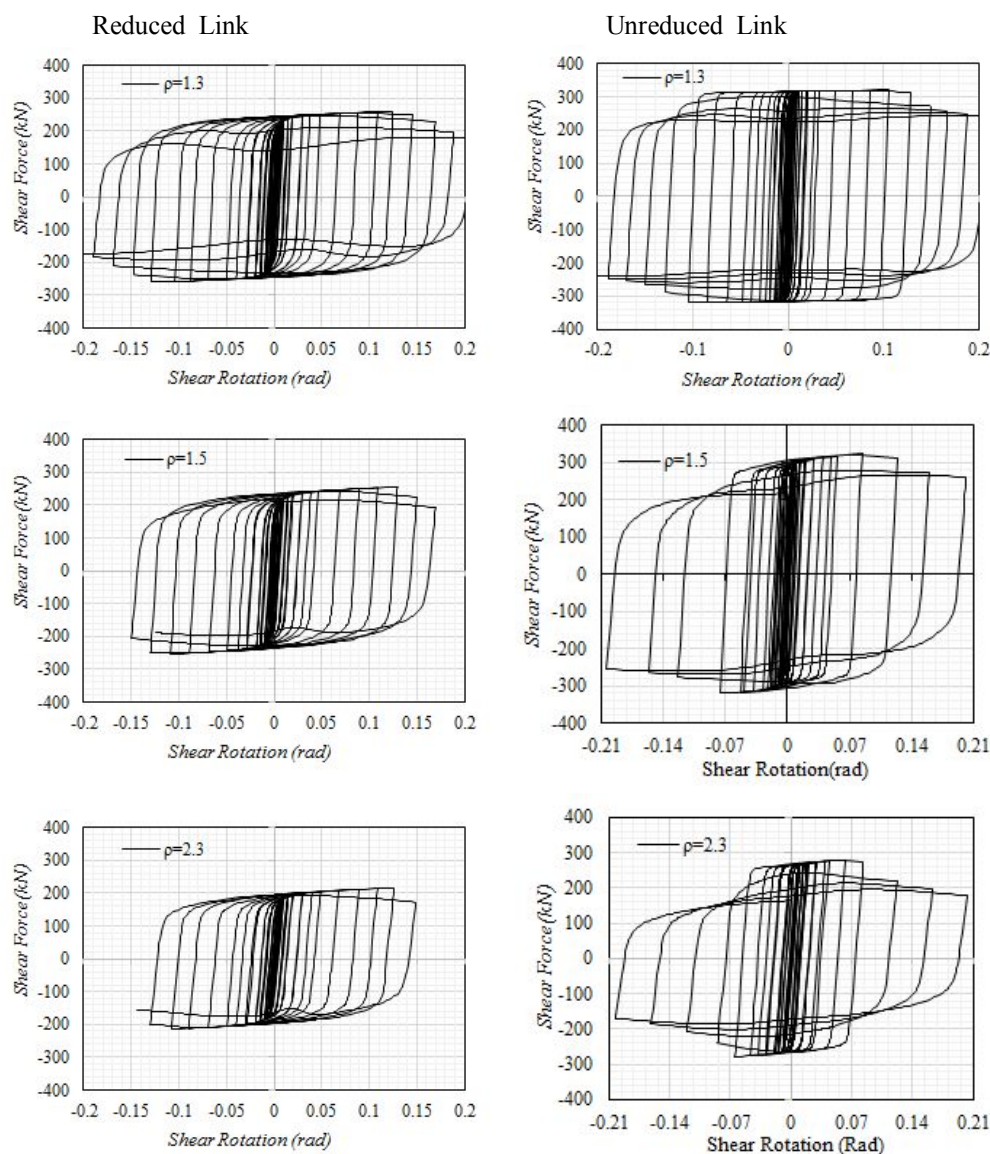 Reduced Link
Unreduced Link
ρ=1.3
Shear Force (kN)
400
300
200
100
0
-100
-200
-300
-400
-0.2 -0.15 -0.1 -0.05 0 0.05 0.1 0.15 0.2
Shear Rotation (rad)
ρ=1.3
Shear Force (kN)
400
300
200
100
0
-100
-200
-300
-400
-0.2 -0.1 0 0.1 0.2
Shear Rotation (rad)
ρ=1.5
Shear Force (kN)
400
300
200
100
0
-100
-200
-300
-400
-0.2 -0.15 -0.1 -0.05 0 0.05 0.1 0.15 0.2
Shear Rotation (rad)
ρ=1.5
Shear Force (kN)
400
300
200
100
0
-100
-200
-300
-400
-0.21 -0.14 -0.07 0 0.07 0.14 0.21
Shear Rotation(rad)
ρ=2.3
Shear Force (kN)
400
300
200
100
0
-100
-200
-300
-400
-0.2 -0.15 -0.1 -0.05 0 0.05 0.1 0.15 0.2
Shear Rotation (rad)
ρ=2.3
Shear Force (kN)
400
300
200
100
0
-100
-200
-300
-400
-0.21 -0.14 -0.07 0 0.07 0.14 0.21
Shear Rotation (Rad)